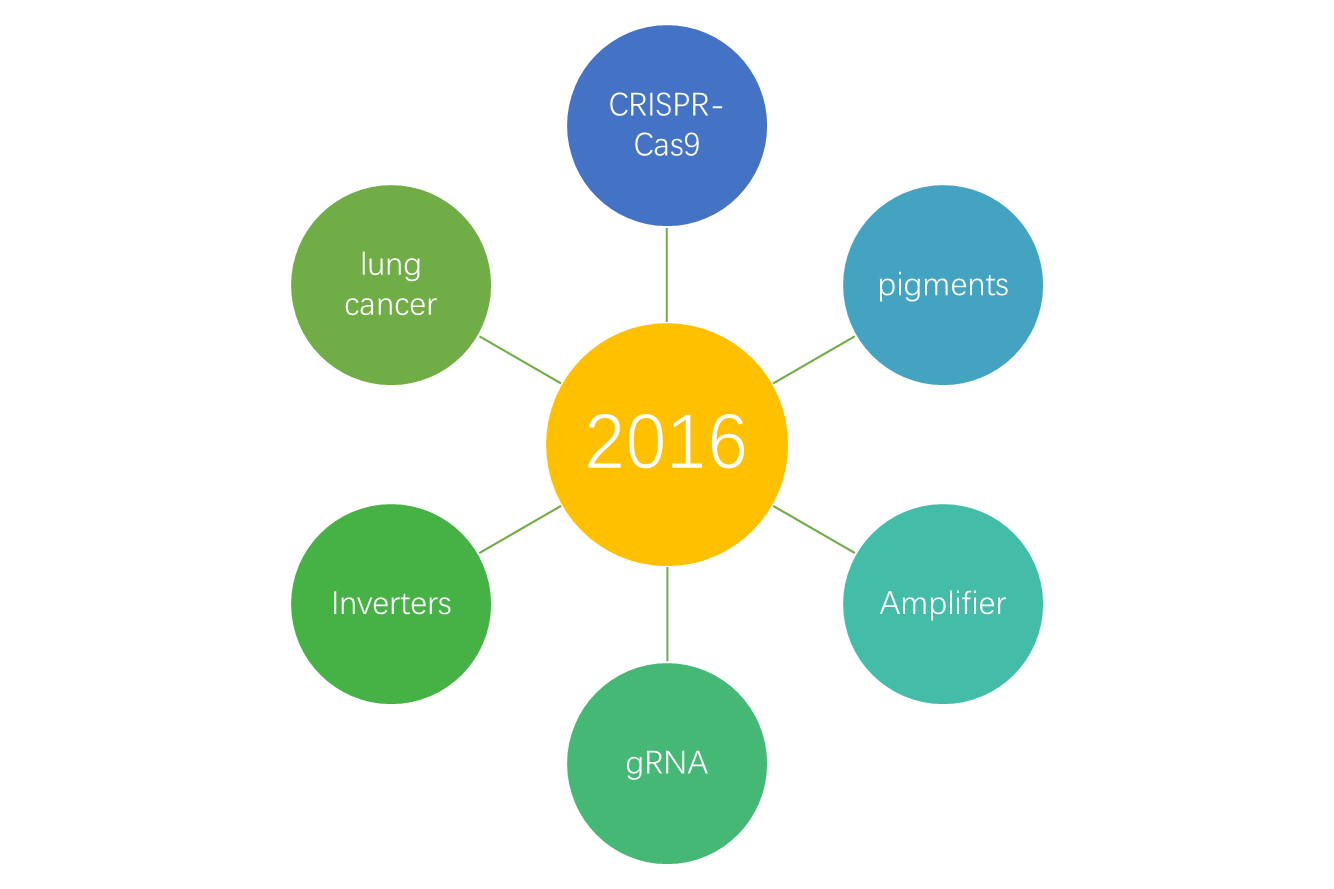 CRISPR-
Cas9
lung
cancer
pigments
2016
Inverters
Amplifier
gRNA